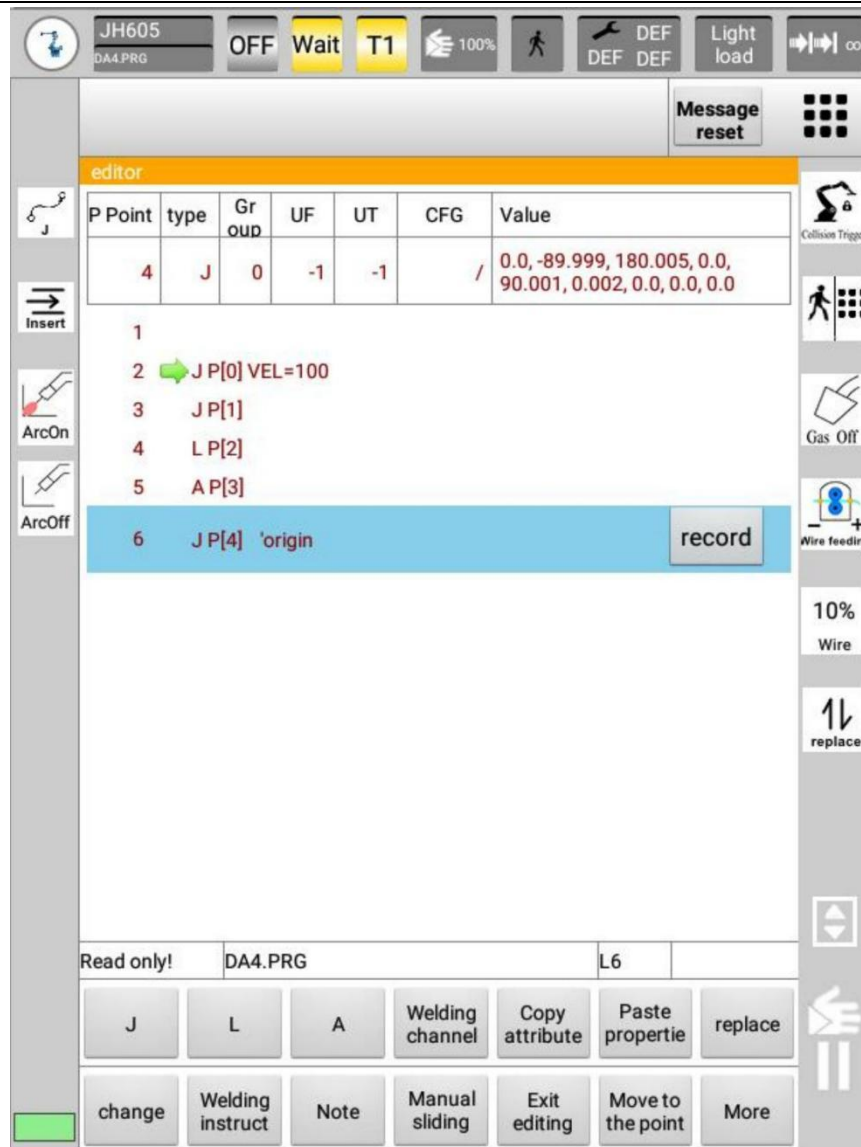 JH605
DA4.PRG
OFF
Wait
T1
100%
DEF
DEF DEF
Light
load
∞
Message
reset
editor
P Point type Gr
oup UF UT CFG Value
4 J 0 -1 -1 / 0.0, -89.999, 180.005, 0.0,
90.001, 0.002, 0.0, 0.0, 0.0
1
2 J P[0] VEL=100
3 J P[1]
4 L P[2]
5 A P[3]
6 J P[4] 'origin record
J
Insert
ArcOn
ArcOff
Collision Trigge
Gas Off
- +
Wire feedin
10%
Wire
replace
Read only! DA4.PRG L6
J
L
A
Welding
channel
Copy
attribute
Paste
propertie
replace
change
Welding
instruct
Note
Manual
sliding
Exit
editing
Move to
the point
More